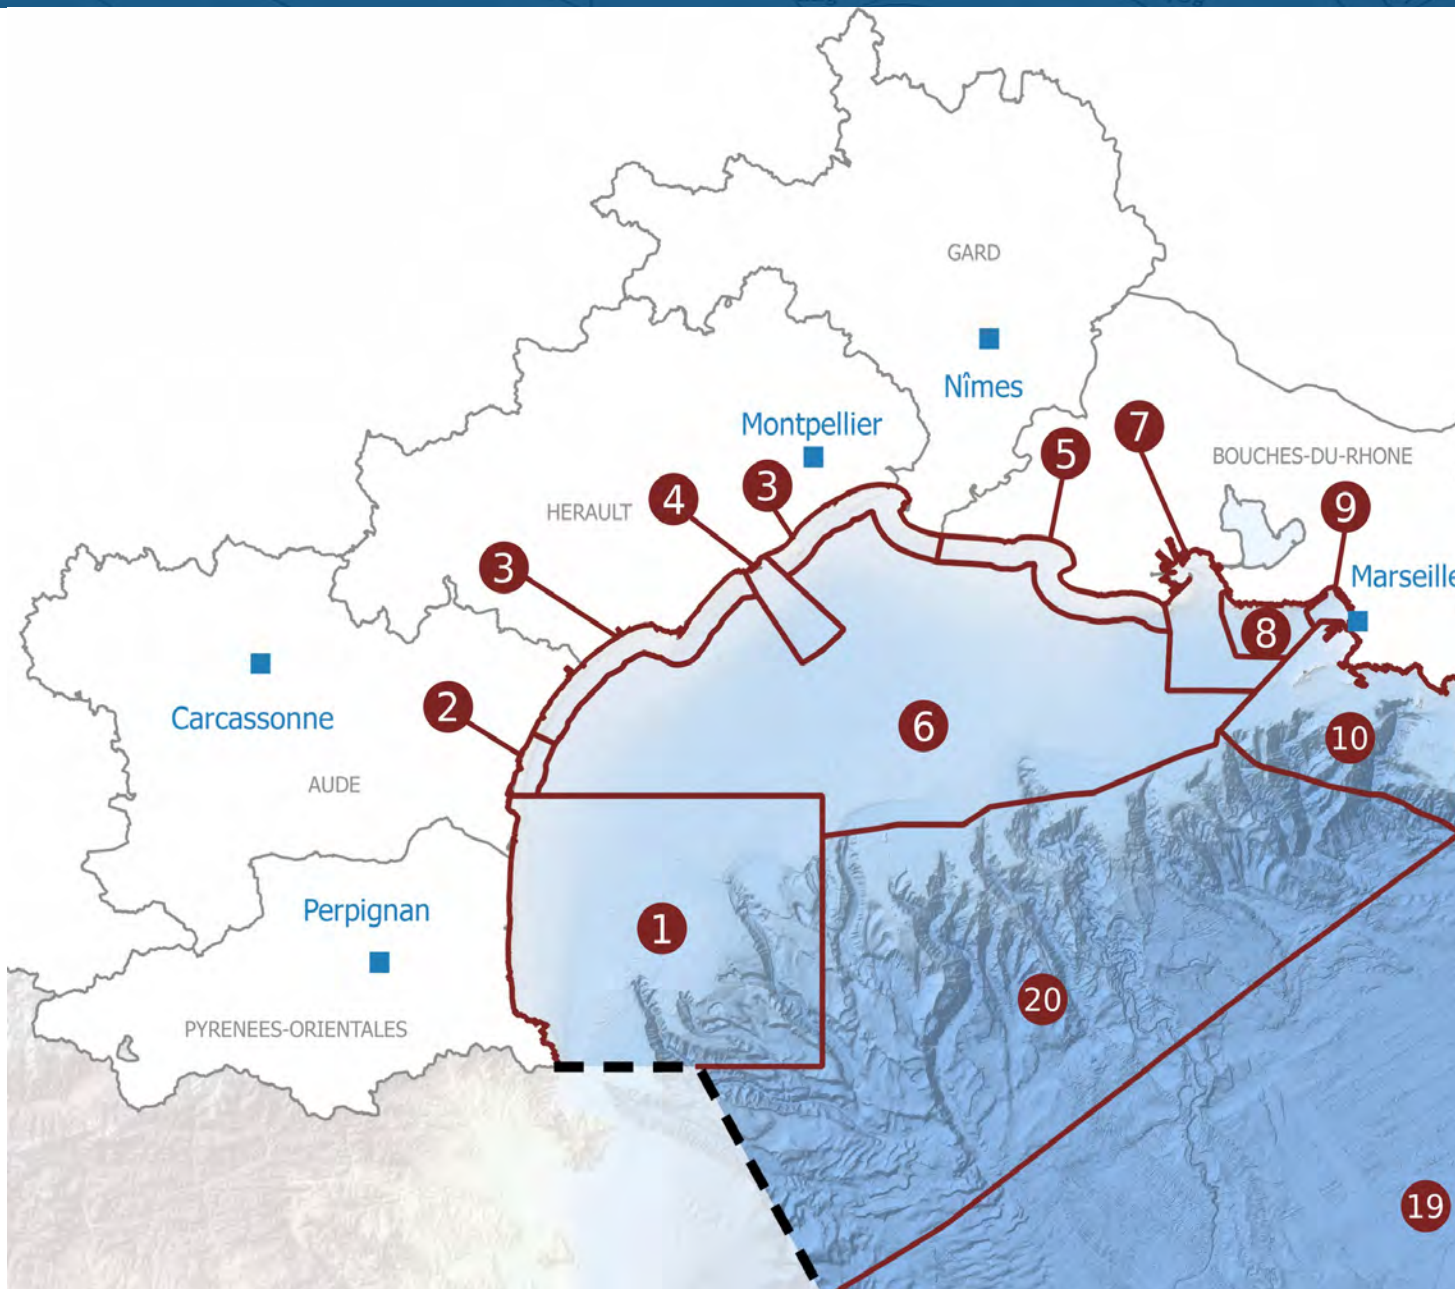 GARD
Nîmes
7
Montpellier
5
BOUCHES-DU-RHONE
3
4
9
HERAULT
3
Marseille
8
2
Carcassonne
6
10
AUDE
Perpignan
1
20
PYRENEES-ORIENTALES
19